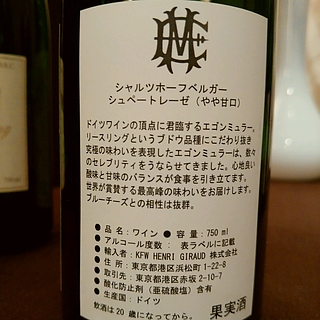 シャルツホーフベルガー
シュペートレーゼ（やや甘口）
ドイツワインの頂点に君臨するエゴンミュラー。
リースリングというブドウ品種にこだわり抜き
究極の味わいを表現したエゴンミュラーは、数々
のセレブリティをうならせてきました。心地良い
酸味と甘味のバランスが食事を引き立てます。
世界が賞賛する最高峰の味わいをお届けします。
ブルーチーズとの相性は抜群。
● 品名：ワイン ● 容量：750 ml
● アルコール度数 ： 表ラベルに記載
● 輸入者：KFW HENRI GIRAUD 株式会社
● 住 所：東京都港区浜松町 1-22-8
● 取引先：東京都港区赤坂 2-10-7
● 酸化防止剤（亜硫酸塩）含有
● 生産国：ドイツ
飲酒は20 歳になってから。
果実酒